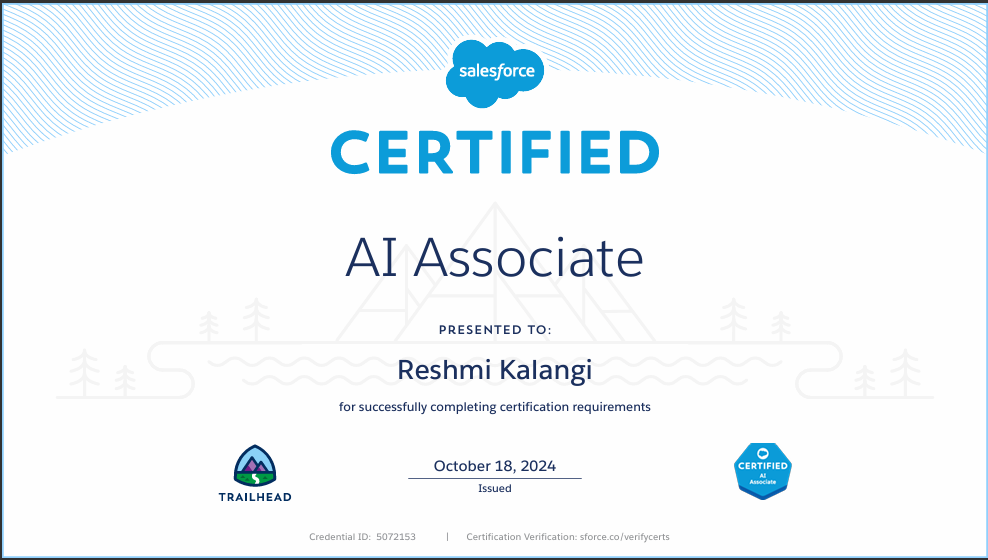 salesforce
CERTIFIED
AI Associate
PRESENTED TO:
Reshmi Kalangi
for successfully completing certification requirements
TRAILHEAD
October 18, 2024
Issued
CERTIFIED
AI
Associate
Credential ID: 5072153 | Certification Verification: sforce.co/verifycerts